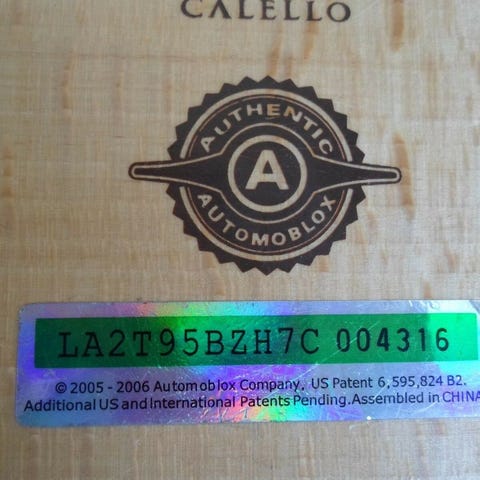 CALELLO
AUTHENTIC
A
AUTOMOBLOX
LA2T95BZH7C 004316
© 2005 - 2006 Automoblox Company. US Patent 6,595,824 B2.
Additional US and International Patents Pending. Assembled in CHINA